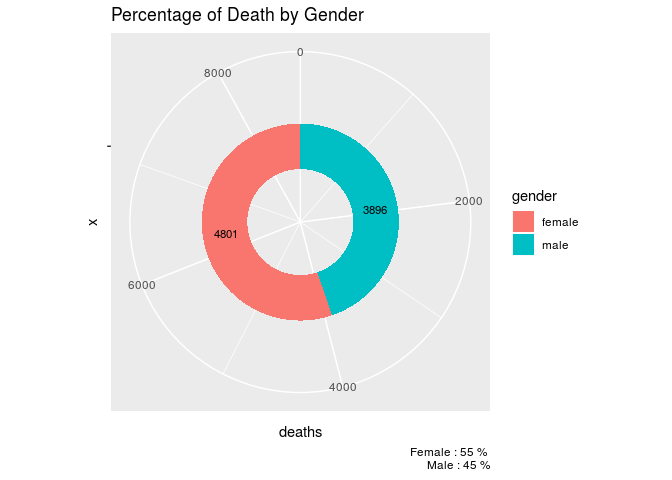 Percentage of Death by Gender
0
8000
2000
3896
4801
6000
4000
x
deaths
gender
female
male
Female : 55 %
Male : 45 %